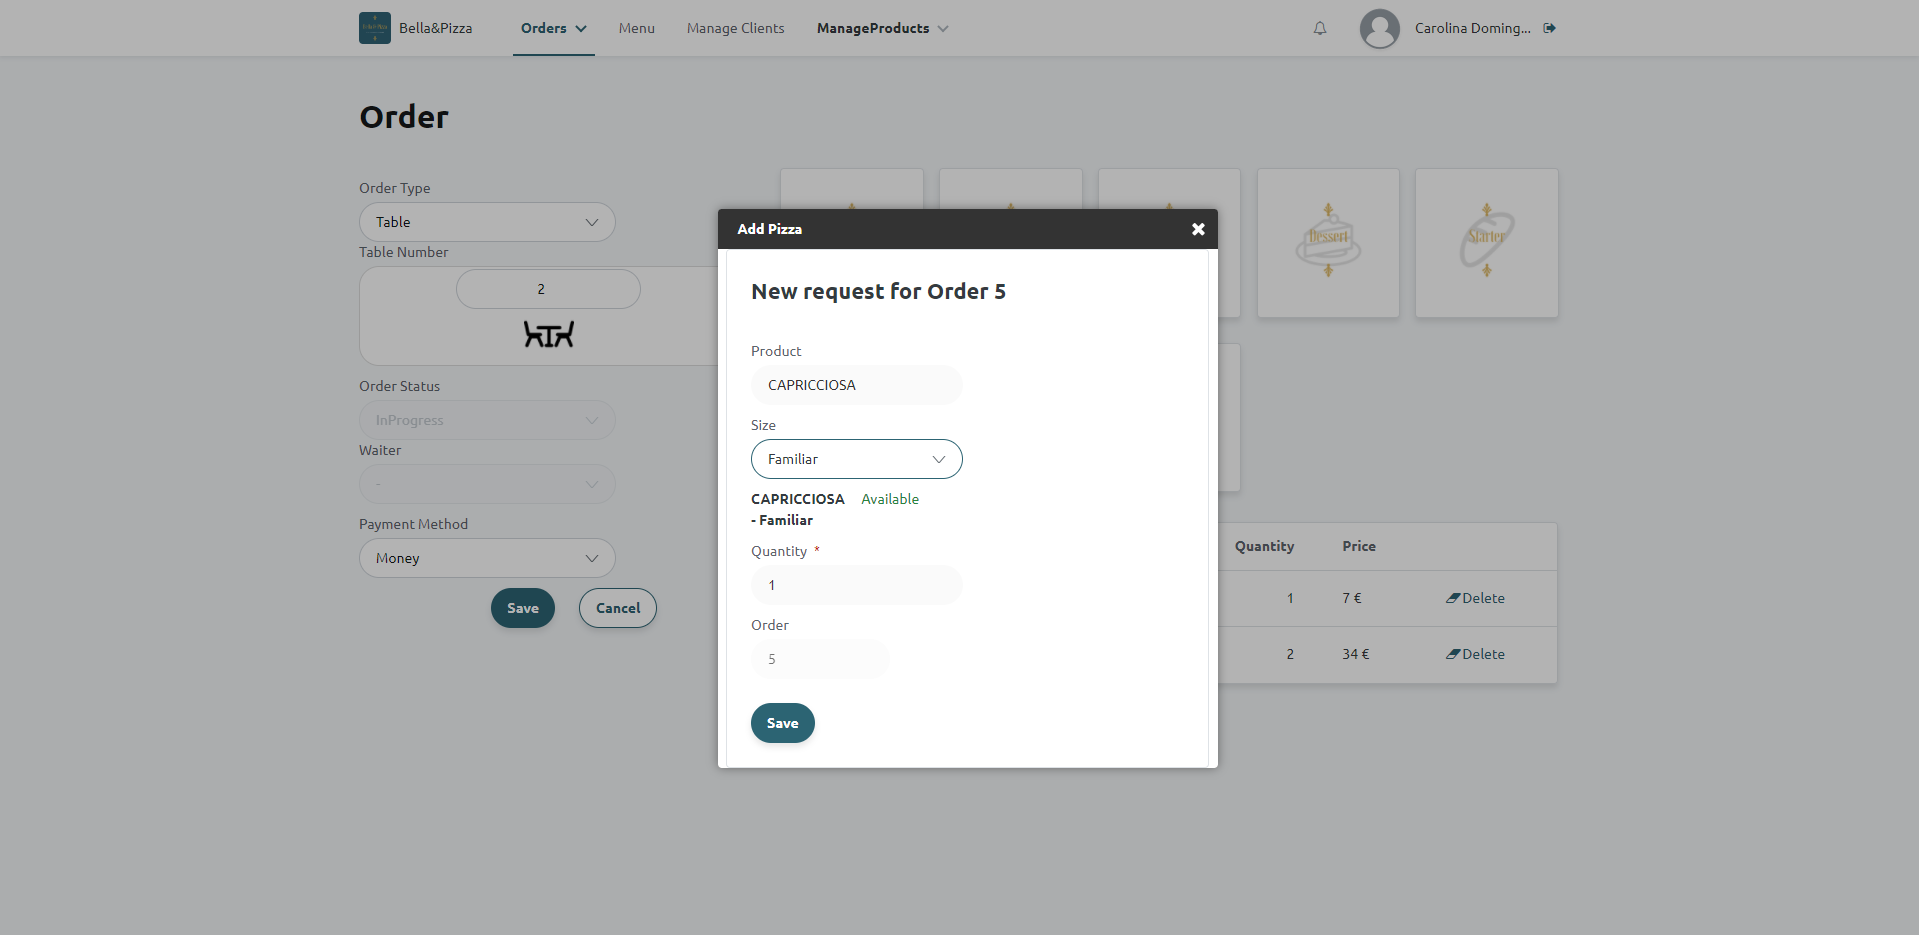 Bella&Pizza
Orders
Menu
Manage Clients
ManageProducts
Carolina Doming...
Order
Order Type
Table
Table Number
2
Order Status
InProgress
Waiter
-
Payment Method
Money
Save
Cancel
Dessert
Starter
Add Pizza
New request for Order 5
Product
CAPRICCIOSA
Size
Familiar
CAPRICCIOSA Available
- Familiar
Quantity *
1
Order
5
Save
Quantity Price
1 7 € Delete
2 34 € Delete